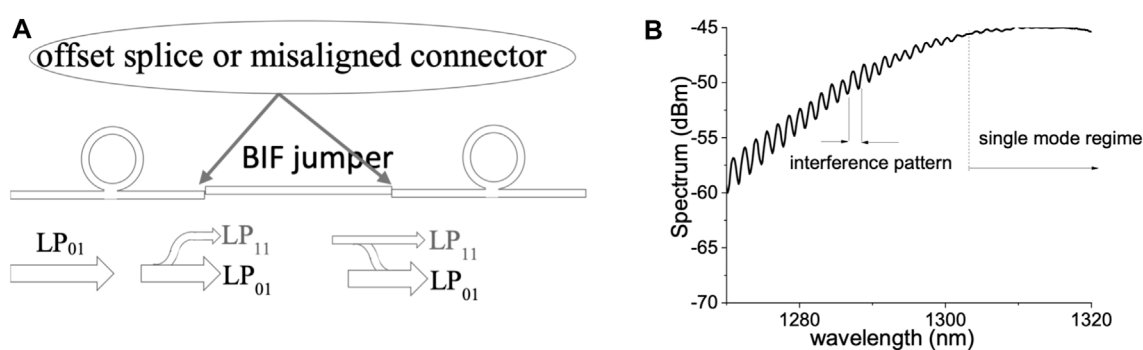 A
offset splice or misaligned connector
BIF jumper
LP01
LP11
LP01
LP11
LP01
B
Spectrum (dBm)
-45
-50
-55
-60
-65
-70
single mode regime
interference pattern
1280
1300
1320
wavelength (nm)